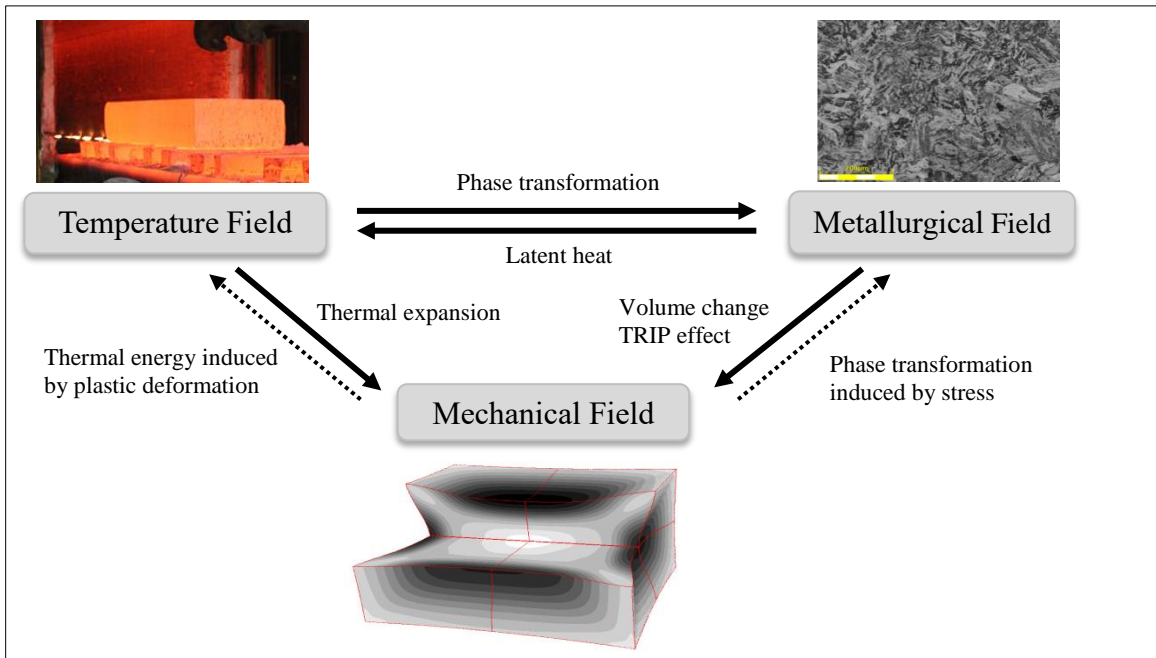 Phase transformation
Temperature Field
Metallurgical Field
Latent heat
Thermal expansion
Volume change
TRIP effect
Thermal energy induced
by plastic deformation
Phase transformation
induced by stress
Mechanical Field